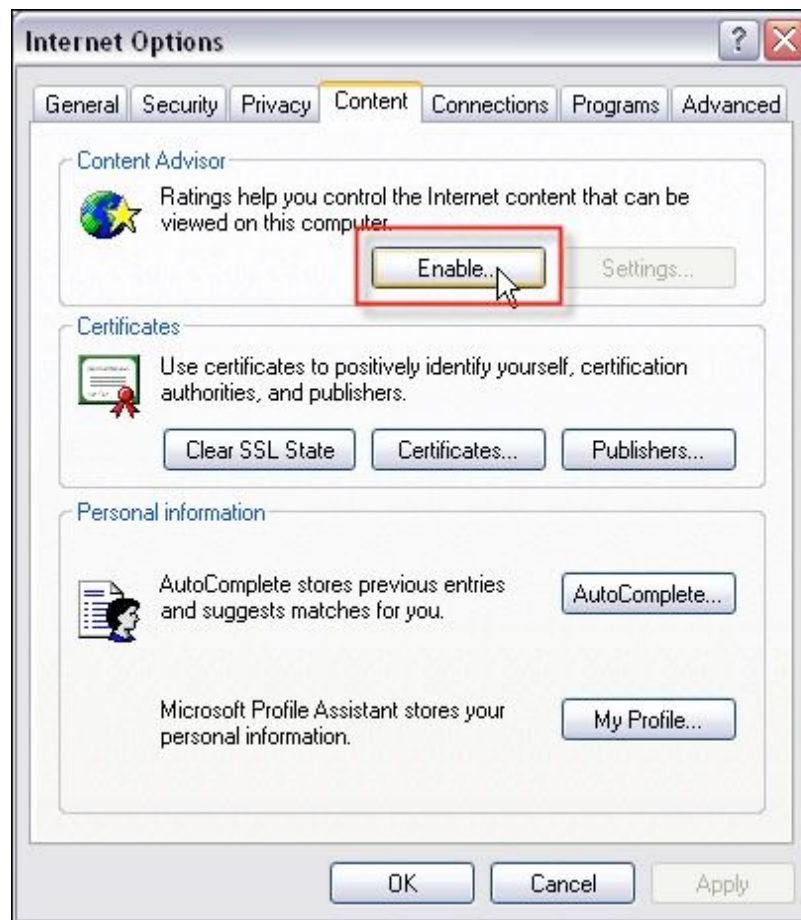 Internet Options
General Security Privacy Content Connections Programs Advanced
Content Advisor
Ratings help you control the Internet content that can be
viewed on this computer.
Enable... Settings...
Certificates
Use certificates to positively identify yourself, certification
authorities, and publishers.
Clear SSL State Certificates... Publishers...
Personal information
AutoComplete stores previous entries
and suggests matches for you.
AutoComplete...
Microsoft Profile Assistant stores your
personal information.
My Profile...
OK Cancel Apply